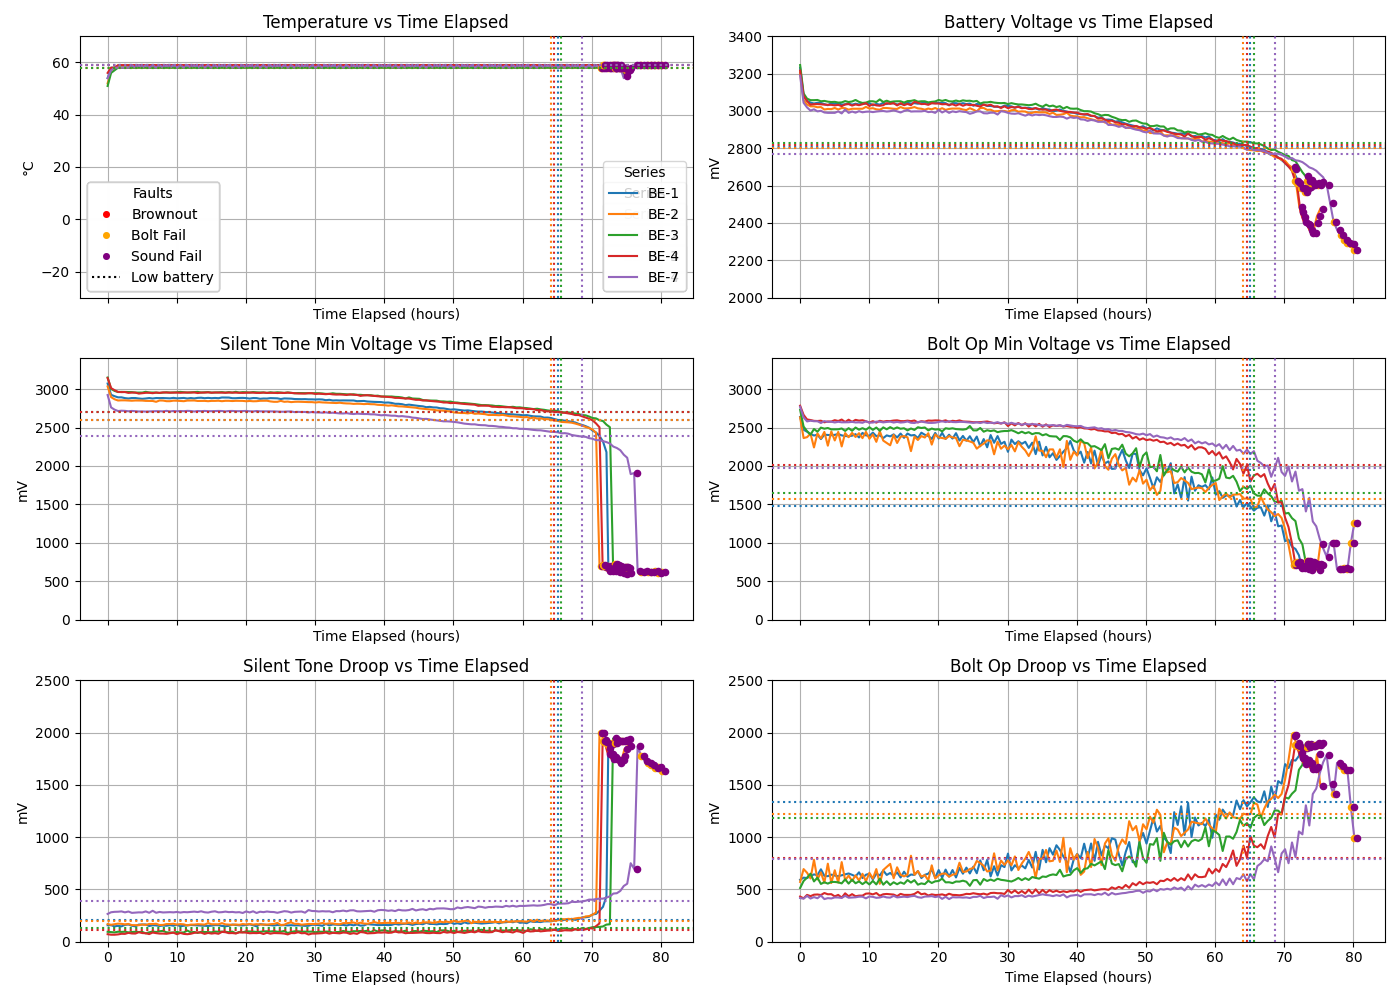 Temperature vs Time Elapsed
60
40
20
0
−20
°C
Faults
Brownout
Bolt Fail
Sound Fail
Low battery
Series
BE-1
BE-2
BE-3
BE-4
BE-7
Time Elapsed (hours)
Battery Voltage vs Time Elapsed
3400
3200
3000
2800
2600
2400
2200
2000
mV
Time Elapsed (hours)
Silent Tone Min Voltage vs Time Elapsed
3000
2500
2000
1500
1000
500
0
mV
Time Elapsed (hours)
Bolt Op Min Voltage vs Time Elapsed
3000
2500
2000
1500
1000
500
0
mV
Time Elapsed (hours)
Silent Tone Droop vs Time Elapsed
2500
2000
1500
1000
500
0
mV
0 10 20 30 40 50 60 70 80
Time Elapsed (hours)
Bolt Op Droop vs Time Elapsed
2500
2000
1500
1000
500
0
mV
0 10 20 30 40 50 60 70 80
Time Elapsed (hours)